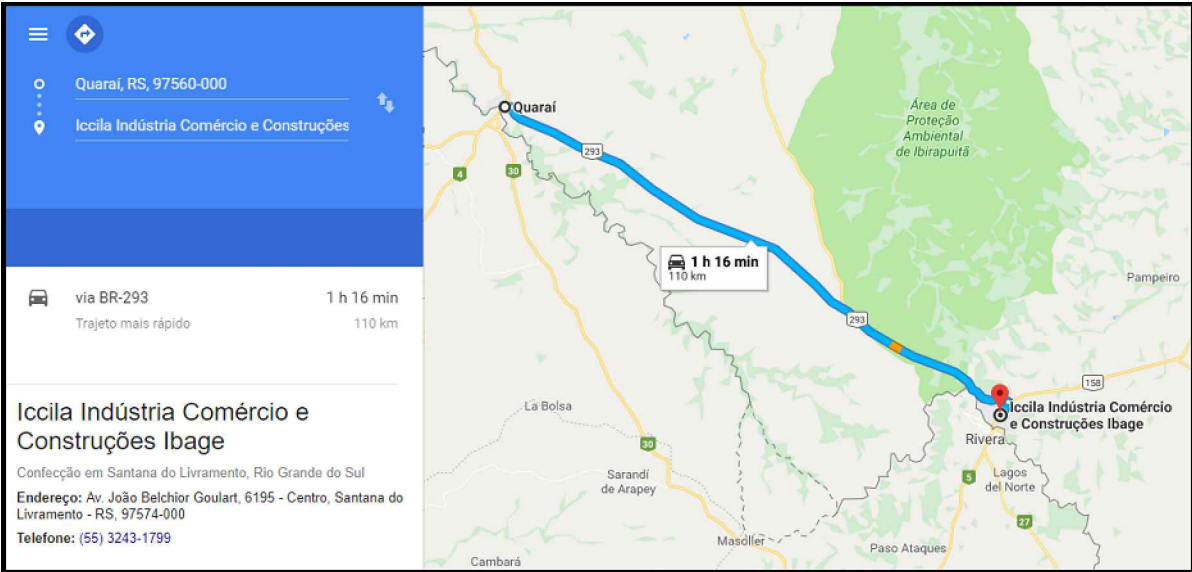 Quaraí, RS, 97560-000
Iccila Indústria Comércio e Construções
via BR-293
1 h 16 min
Trajeto mais rápido
110 km
Iccila Indústria Comércio e
Construções Ibage
Confecção em Santana do Livramento, Rio Grande do Sul
Endereço: Av. João Belchior Goulart, 6195 - Centro, Santana do
Livramento - RS, 97574-000
Telefone: (55) 3243-1799
Quaraí
Área de
Proteção
Ambiental
de Ibirapuitã
293
4
30
1 h 16 min
110 km
Pampeiro
293
158
La Bolsa
Iccila Indústria Comércio
e Construções Ibage
Rivera
30
Sarandí
de Arapey
5
Lagos
del Norte
27
Masoller
Paso Ataques
Cambará